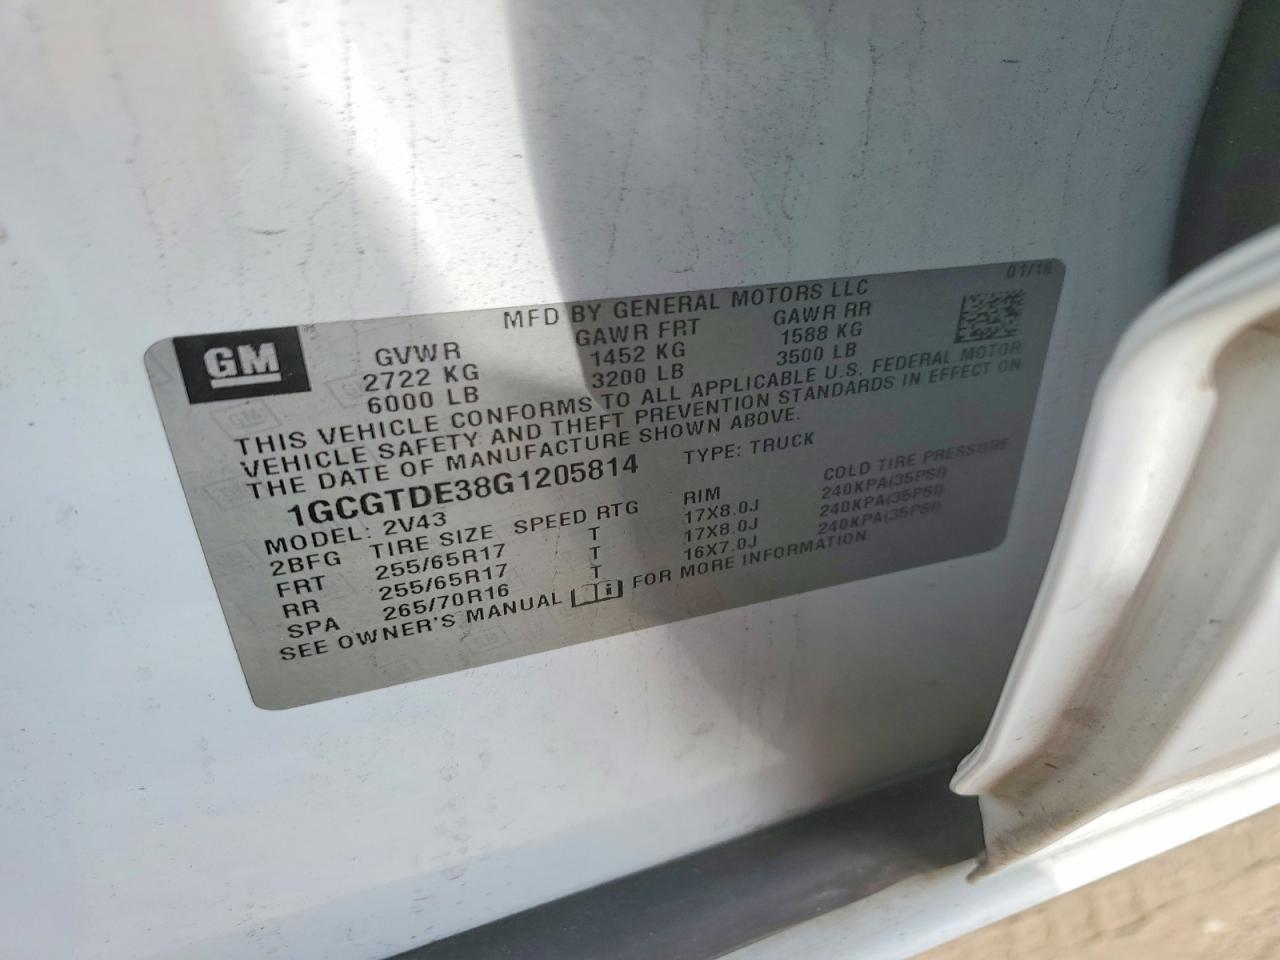 01/16
MFD BY GENERAL MOTORS LLC
GM
GVWR GAWR FRT GAWR RR
2722 KG 1452 KG 1588 KG
6000 LB 3200 LB 3500 LB
THIS VEHICLE CONFORMS TO ALL APPLICABLE U.S. FEDERAL MOTOR
VEHICLE SAFETY AND THEFT PREVENTION STANDARDS IN EFFECT ON
THE DATE OF MANUFACTURE SHOWN ABOVE.
1GCGTDE38G1205814 TYPE: TRUCK
MODEL: 2V43
2BFG TIRE SIZE SPEED RTG RIM COLD TIRE PRESSURE
FRT 255/65R17 T 17X8.0J 240KPA(35PSI)
RR 255/65R17 T 17X8.0J 240KPA(35PSI)
SPA 265/70R16 T 16X7.0J 240KPA(35PSI)
SEE OWNER'S MANUAL i FOR MORE INFORMATION